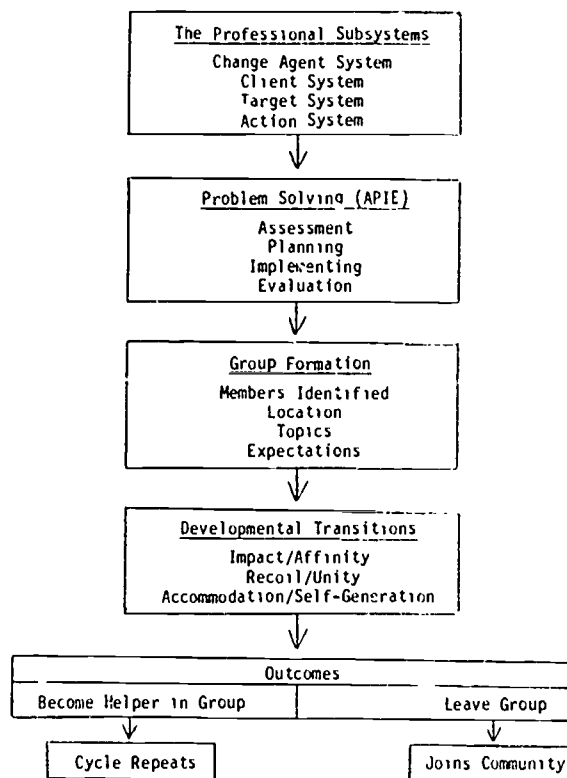 The Professional Subsystems
Change Agent System
Client System
Target System
Action System
Problem Solving (APIE)
Assessment
Planning
Implementing
Evaluation
Group Formation
Members Identified
Location
Topics
Expectations
Developmental Transitions
Impact/Affinity
Recoil/Unity
Accommodation/Self-Generation
Outcomes
Become Helper in Group
Leave Group
Cycle Repeats
Joins Community